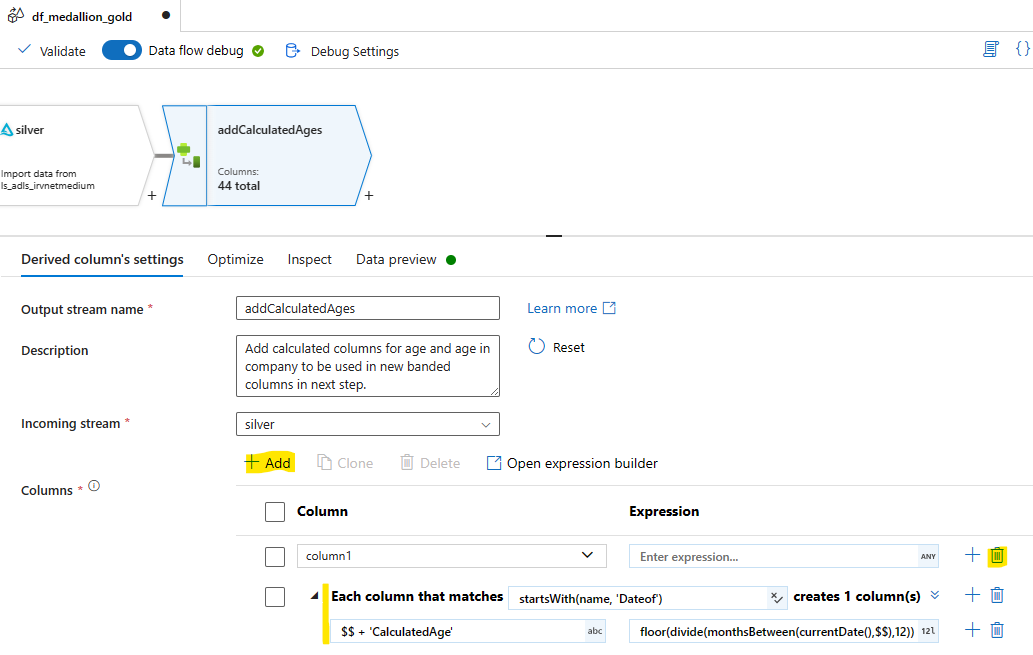 df_medallion_gold
Validate Data flow debug Debug Settings {}
silver
Import data from
ls_adls_irvnetmedium
+
addCalculatedAges
Columns:
44 total
+
Derived column's settings Optimize Inspect Data preview
Output stream name * addCalculatedAges Learn more
Description Add calculated columns for age and age in
company to be used in new banded
columns in next step.
Reset
Incoming stream * silver
+ Add Clone Delete Open expression builder
Columns *
Column Expression
column1 Enter expression... ANY +
Each column that matches startsWith(name, 'Dateof') creates 1 column(s) +
$$ + 'CalculatedAge' abc floor(divide(monthsBetween(currentDate(),$$),12)) 12l +